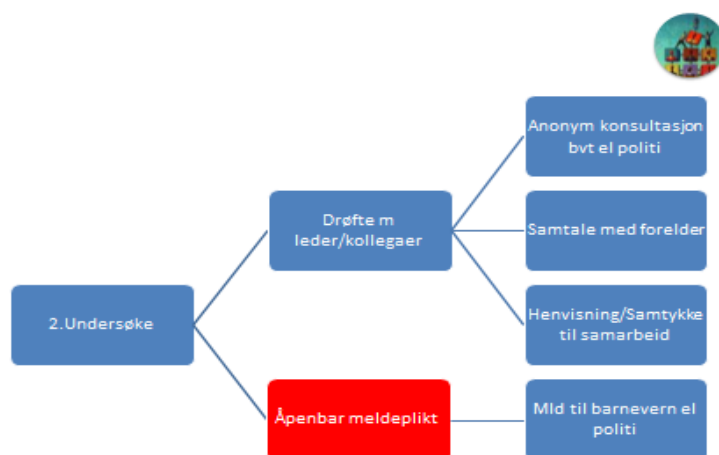 Anonym konsultasjon
bvt el politi
Drøfte m
leder/kollegaer
Samtale med forelder
2.Undersøke
Henvisning/Samtykke
til samarbeid
Åpenbar meldeplikt
Mld til barnevern el
politi